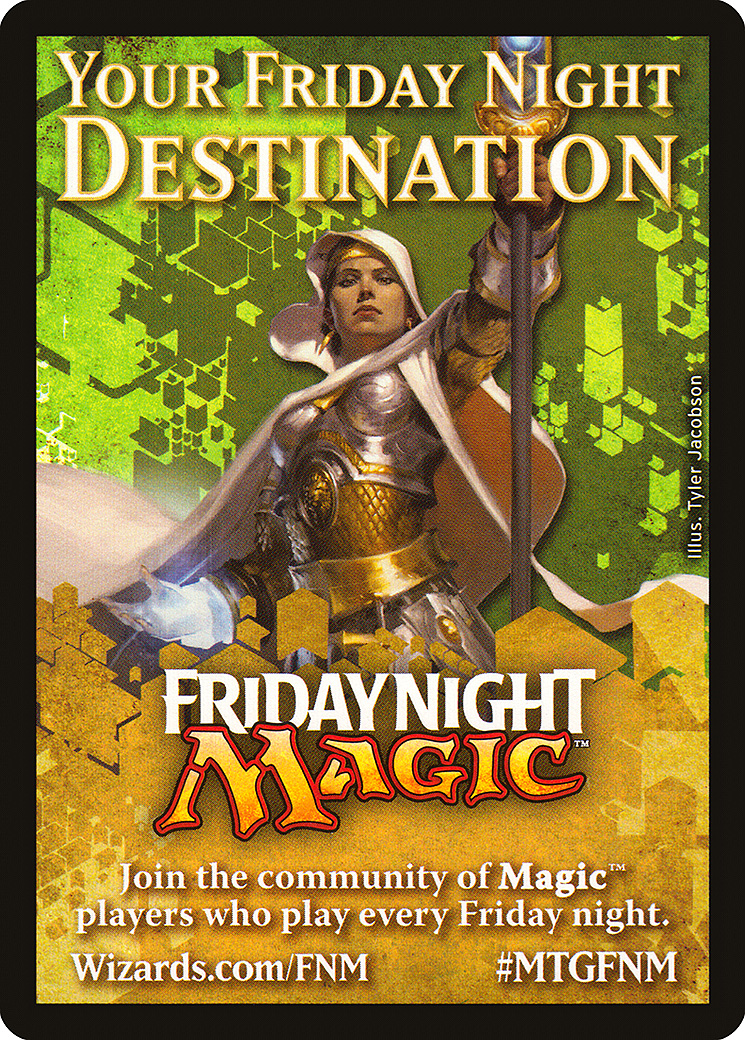 Your Friday Night
Destination
Illus. Tyler Jacobson
FRIDAY NIGHT
MAGIC™
Join the community of Magic™
players who play every Friday night.
Wizards.com/FNM
#MTGFNM